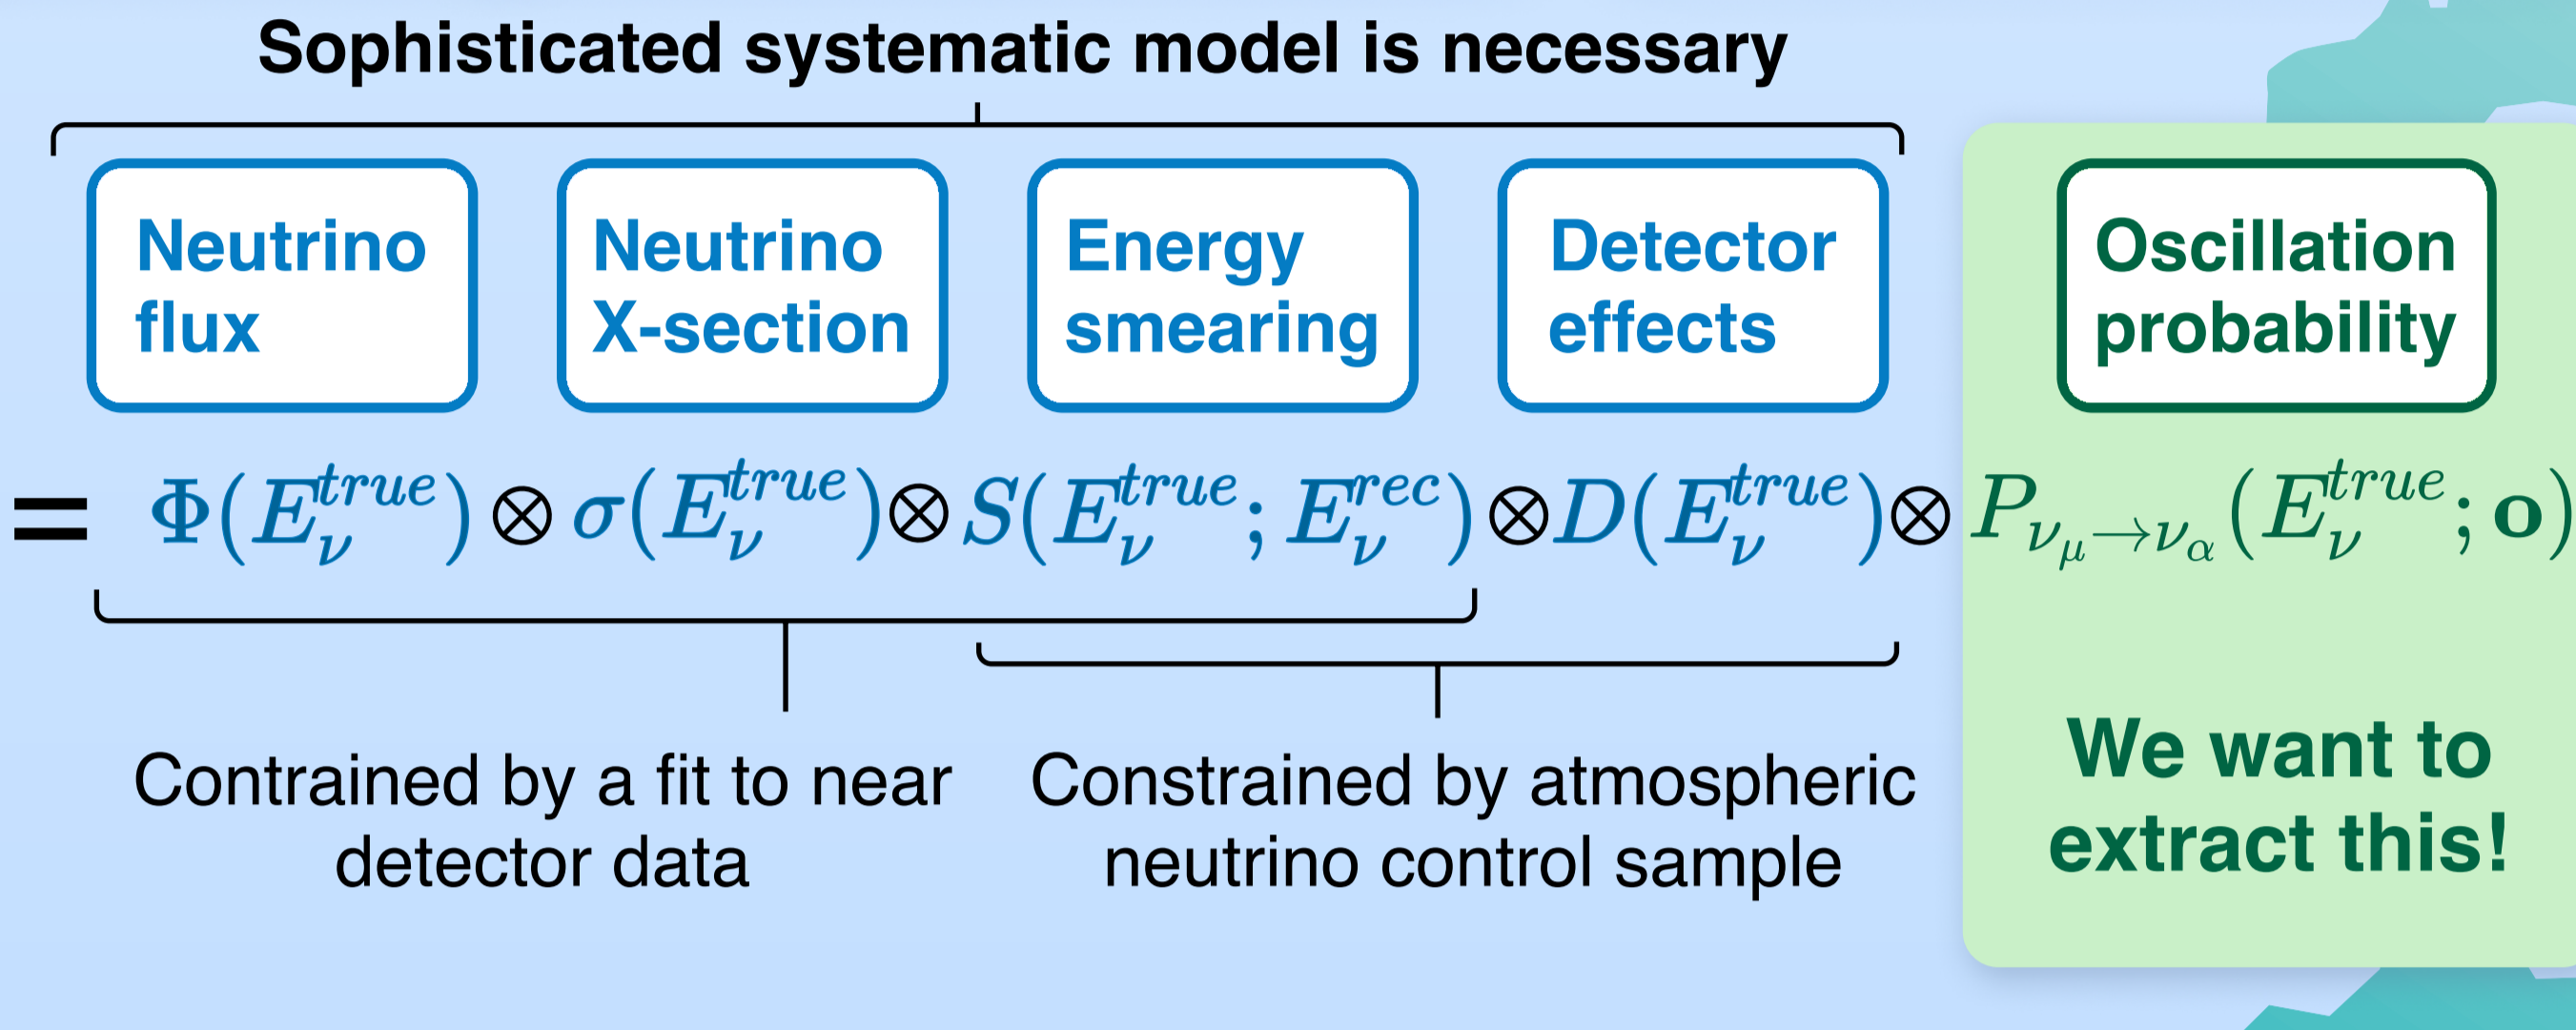 Sophisticated systematic model is necessary
Neutrino
flux
Neutrino
X-section
Energy
smearing
Detector
effects
Oscillation
probability
= Φ(E_ν^{true}) ⊗ σ(E_ν^{true}) ⊗ S(E_ν^{true}; E_ν^{rec}) ⊗ D(E_ν^{true}) ⊗ P_{ν_μ→ν_α}(E_ν^{true}; o)
Contrained by a fit to near
detector data
Constrained by atmospheric
neutrino control sample
We want to
extract this!